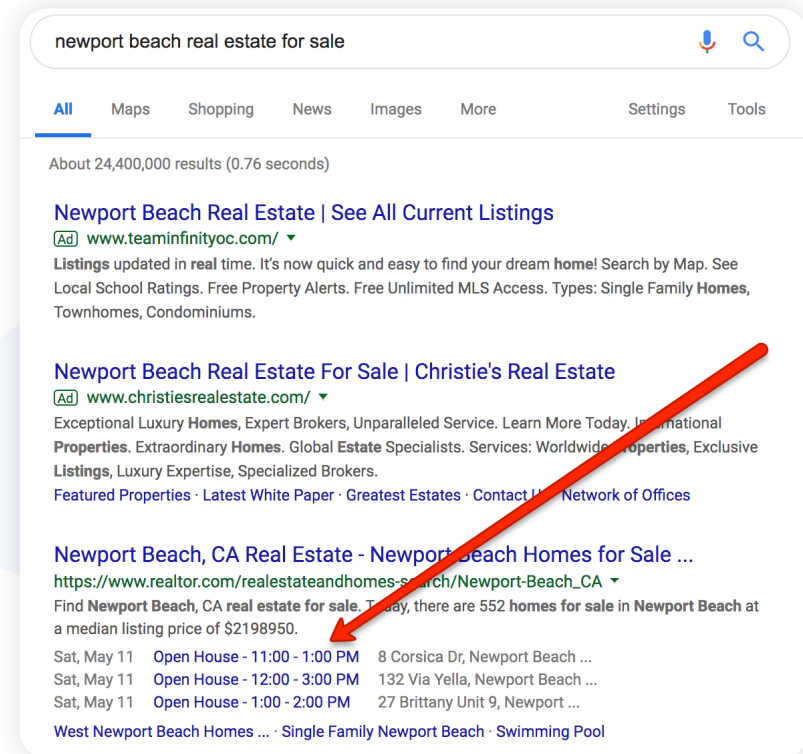 newport beach real estate for sale
All Maps Shopping News Images More Settings Tools
About 24,400,000 results (0.76 seconds)
Newport Beach Real Estate | See All Current Listings
Ad www.teaminfinityoc.com/
Listings updated in real time. It's now quick and easy to find your dream home! Search by Map. See
Local School Ratings. Free Property Alerts. Free Unlimited MLS Access. Types: Single Family Homes,
Townhomes, Condominiums.
Newport Beach Real Estate For Sale | Christie's Real Estate
Ad www.christiesrealestate.com/
Exceptional Luxury Homes, Expert Brokers, Unparalleled Service. Learn More Today. International
Properties. Extraordinary Homes. Global Estate Specialists. Services: Worldwide Properties, Exclusive
Listings, Luxury Expertise, Specialized Brokers.
Featured Properties · Latest White Paper · Greatest Estates · Contact Us · Network of Offices
Newport Beach, CA Real Estate - Newport Beach Homes for Sale ...
https://www.realtor.com/realestateandhomes-search/Newport-Beach_CA
Find Newport Beach, CA real estate for sale. Today, there are 552 homes for sale in Newport Beach at
a median listing price of $2198950.
Sat, May 11 Open House - 11:00 - 1:00 PM 8 Corsica Dr, Newport Beach ...
Sat, May 11 Open House - 12:00 - 3:00 PM 132 Via Yella, Newport Beach ...
Sat, May 11 Open House - 1:00 - 2:00 PM 27 Brittany Unit 9, Newport ...
West Newport Beach Homes ... · Single Family Newport Beach · Swimming Pool